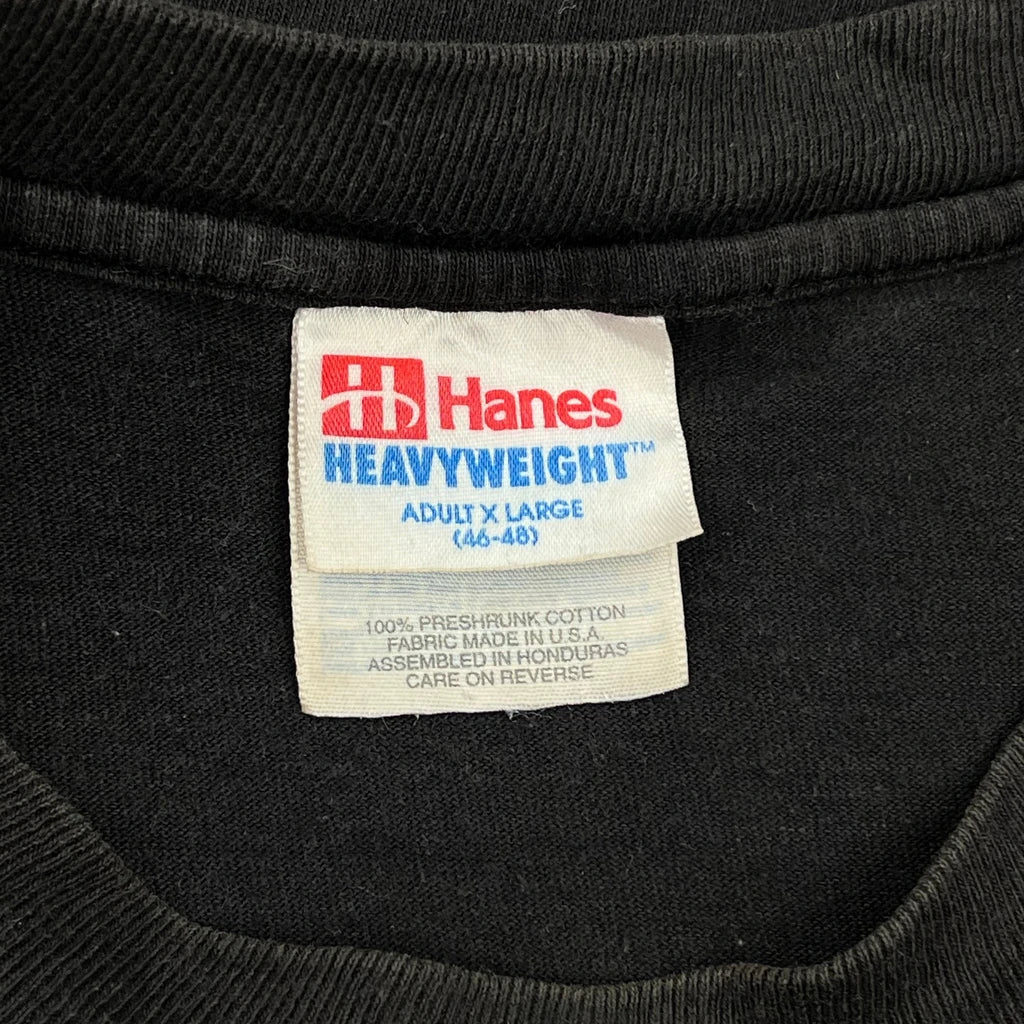 H Hanes
HEAVYWEIGHT™
ADULT X LARGE
(46-48)
100% PRESHRUNK COTTON
FABRIC MADE IN U.S.A.
ASSEMBLED IN HONDURAS
CARE ON REVERSE